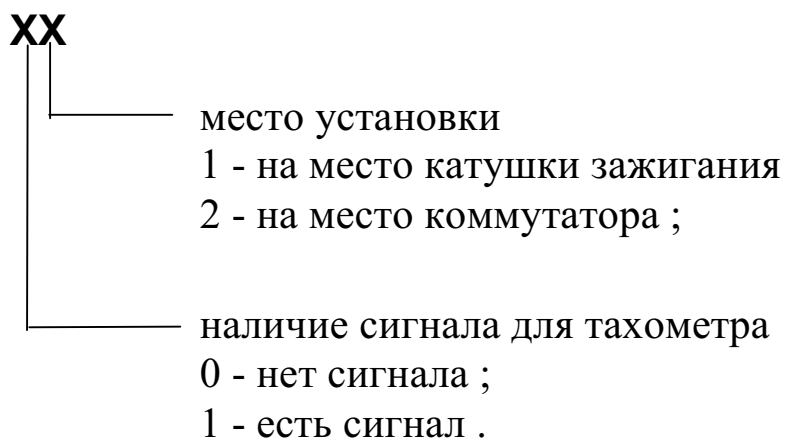 XX
место установки
1 - на место катушки зажигания
2 - на место коммутатора ;
наличие сигнала для тахометра
0 - нет сигнала ;
1 - есть сигнал .